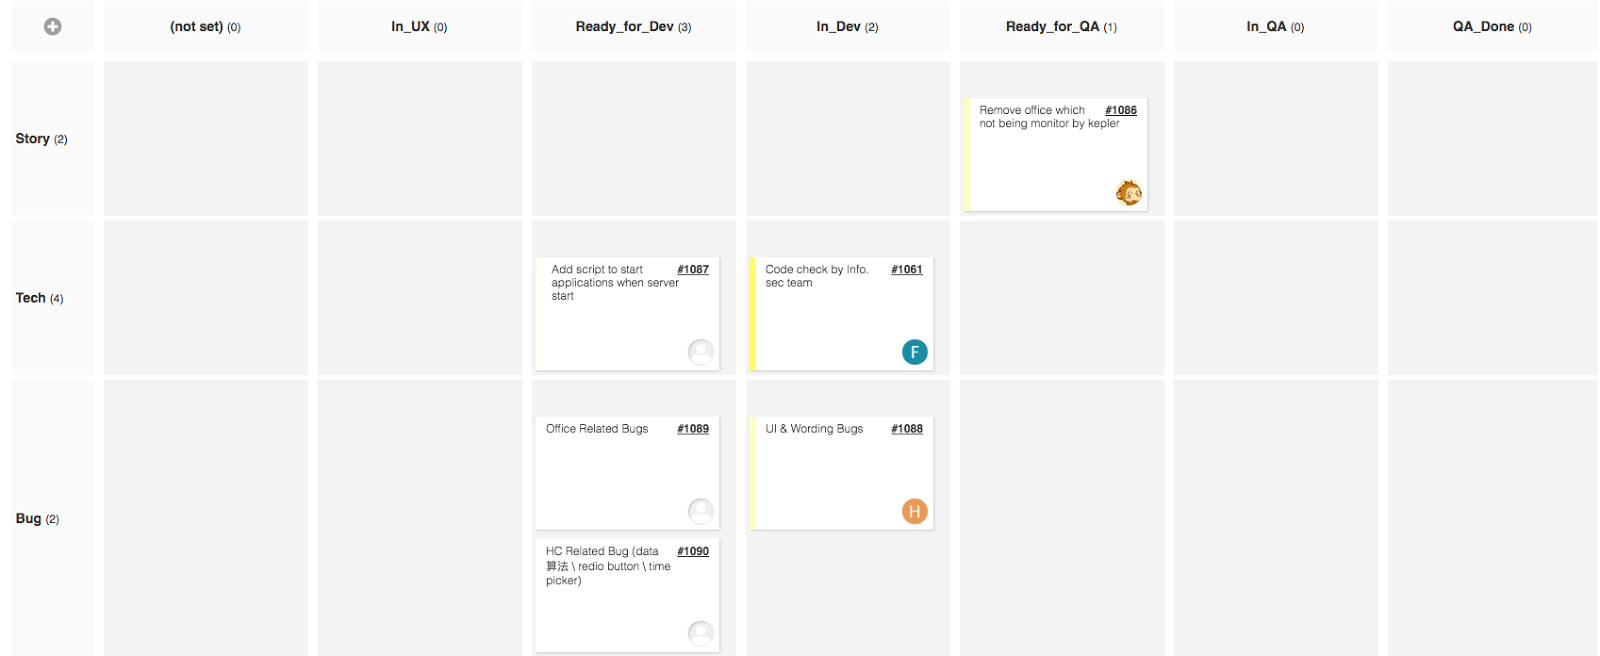 (not set) (0)
In_UX (0)
Ready_for_Dev (3)
In_Dev (2)
Ready_for_QA (1)
In_QA (0)
QA_Done (0)
Story (2)
Remove office which
not being monitor by kepler
#1086
Tech (4)
Add script to start
applications when server
start
#1087
Code check by Info.
sec team
#1061
F
Bug (2)
Office Related Bugs
#1089
UI & Wording Bugs
#1088
H
HC Related Bug (data
算法 \ redio button \ time
picker)
#1090